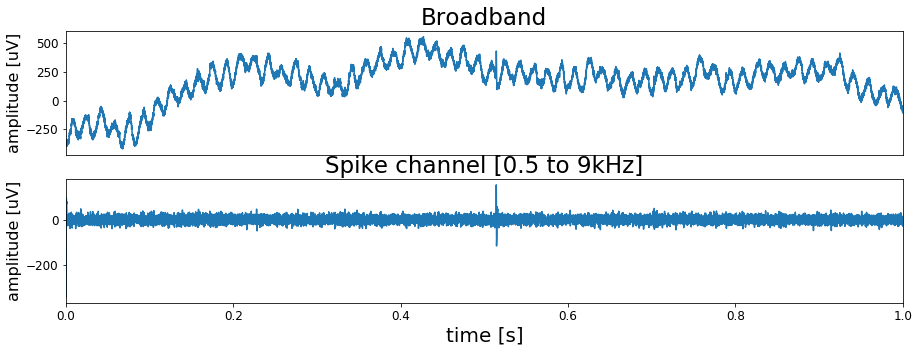 Broadband
amplitude [uV]
500
250
0
−250
Spike channel [0.5 to 9kHz]
amplitude [uV]
0
−200
0.0 0.2 0.4 0.6 0.8 1.0
time [s]